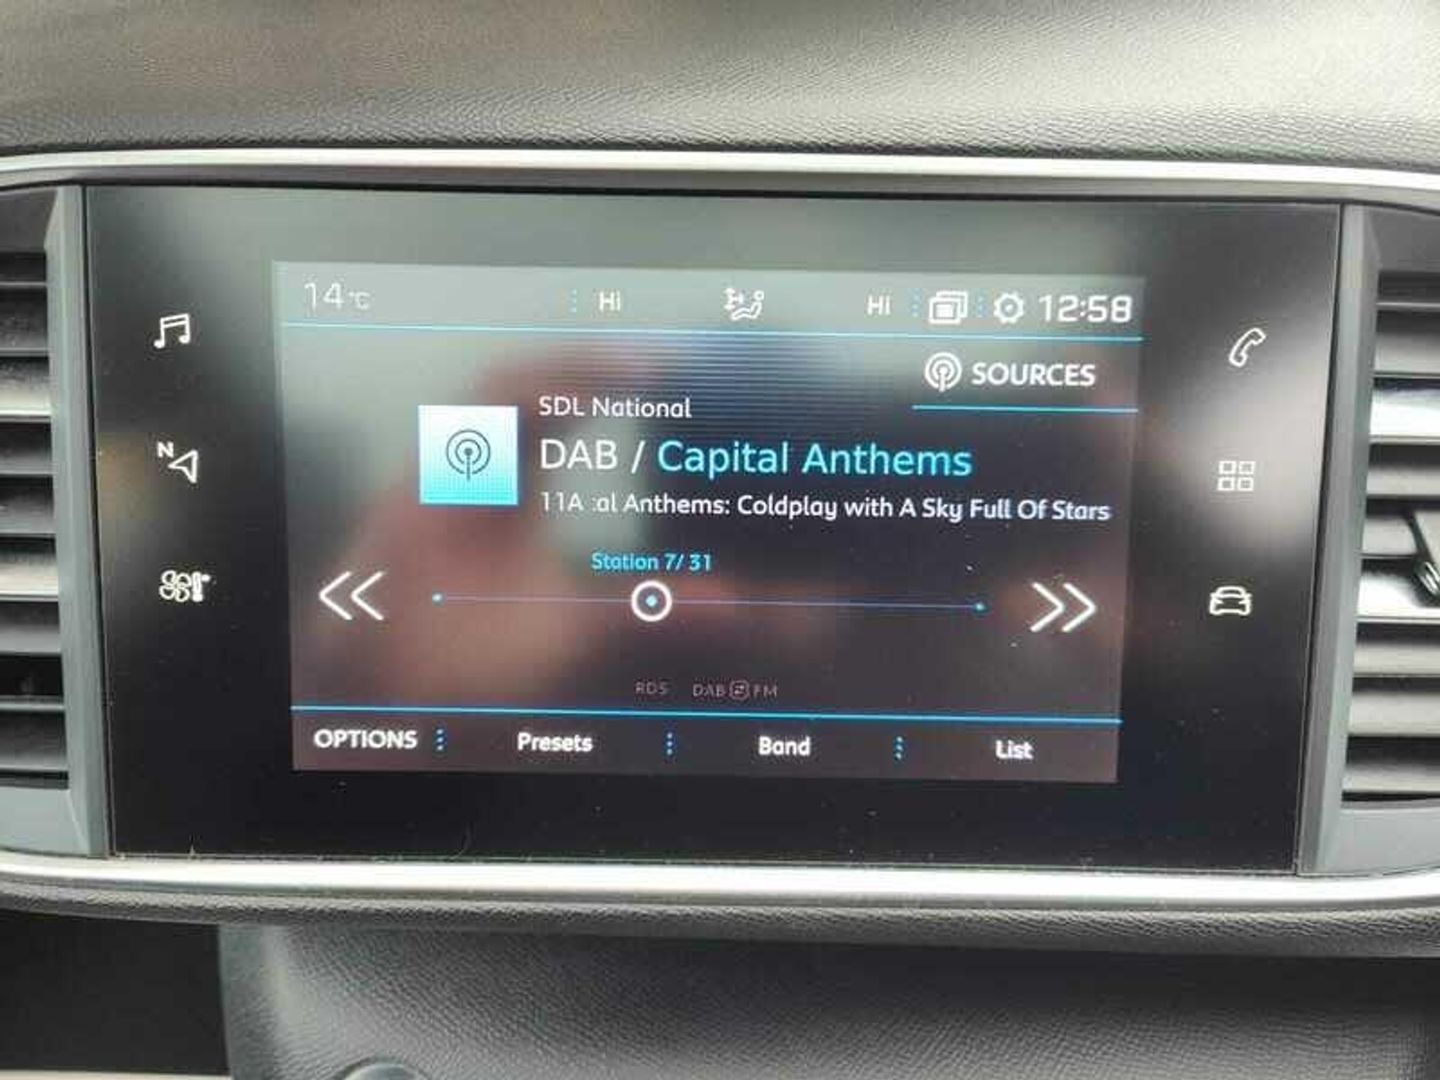 14°C Hi Hi 12:58
SOURCES
SDL National
DAB / Capital Anthems
11A :al Anthems: Coldplay with A Sky Full Of Stars
Station 7/31
N
RDS DAB FM
OPTIONS Presets Band List